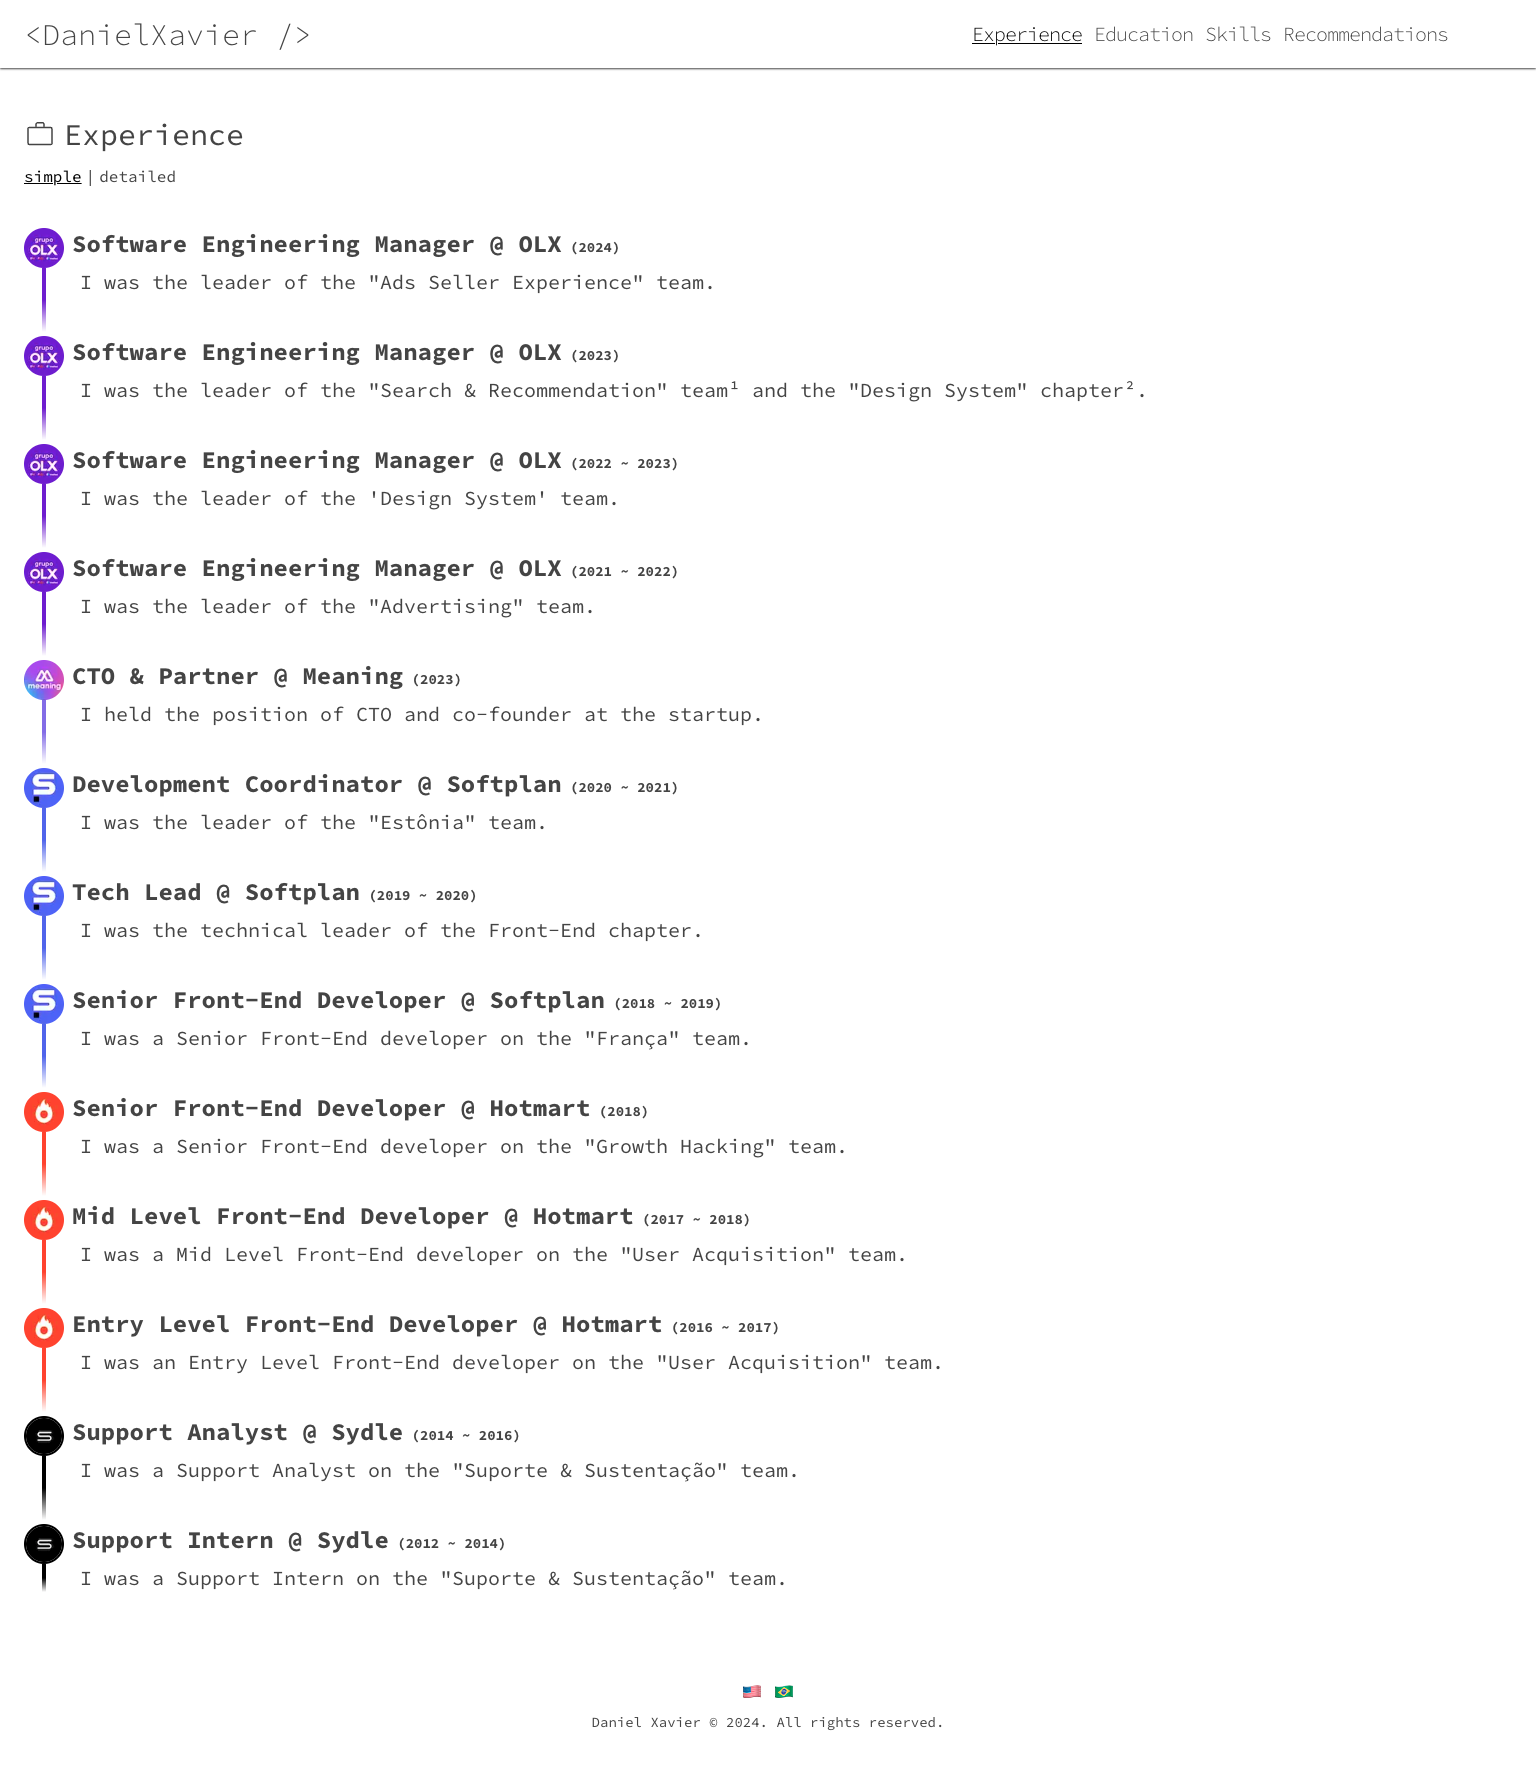 <DanielXavier />
Experience Education Skills Recommendations
Experience
simple | detailed
grupo OLX
Software Engineering Manager @ OLX (2024)
I was the leader of the "Ads Seller Experience" team.
grupo OLX
Software Engineering Manager @ OLX (2023)
I was the leader of the "Search & Recommendation" team¹ and the "Design System" chapter².
grupo OLX
Software Engineering Manager @ OLX (2022 ~ 2023)
I was the leader of the 'Design System' team.
grupo OLX
Software Engineering Manager @ OLX (2021 ~ 2022)
I was the leader of the "Advertising" team.
meaning
CTO & Partner @ Meaning (2023)
I held the position of CTO and co-founder at the startup.
Development Coordinator @ Softplan (2020 ~ 2021)
I was the leader of the "Estônia" team.
Tech Lead @ Softplan (2019 ~ 2020)
I was the technical leader of the Front-End chapter.
Senior Front-End Developer @ Softplan (2018 ~ 2019)
I was a Senior Front-End developer on the "França" team.
Senior Front-End Developer @ Hotmart (2018)
I was a Senior Front-End developer on the "Growth Hacking" team.
Mid Level Front-End Developer @ Hotmart (2017 ~ 2018)
I was a Mid Level Front-End developer on the "User Acquisition" team.
Entry Level Front-End Developer @ Hotmart (2016 ~ 2017)
I was an Entry Level Front-End developer on the "User Acquisition" team.
Support Analyst @ Sydle (2014 ~ 2016)
I was a Support Analyst on the "Suporte & Sustentação" team.
Support Intern @ Sydle (2012 ~ 2014)
I was a Support Intern on the "Suporte & Sustentação" team.
Daniel Xavier © 2024. All rights reserved.